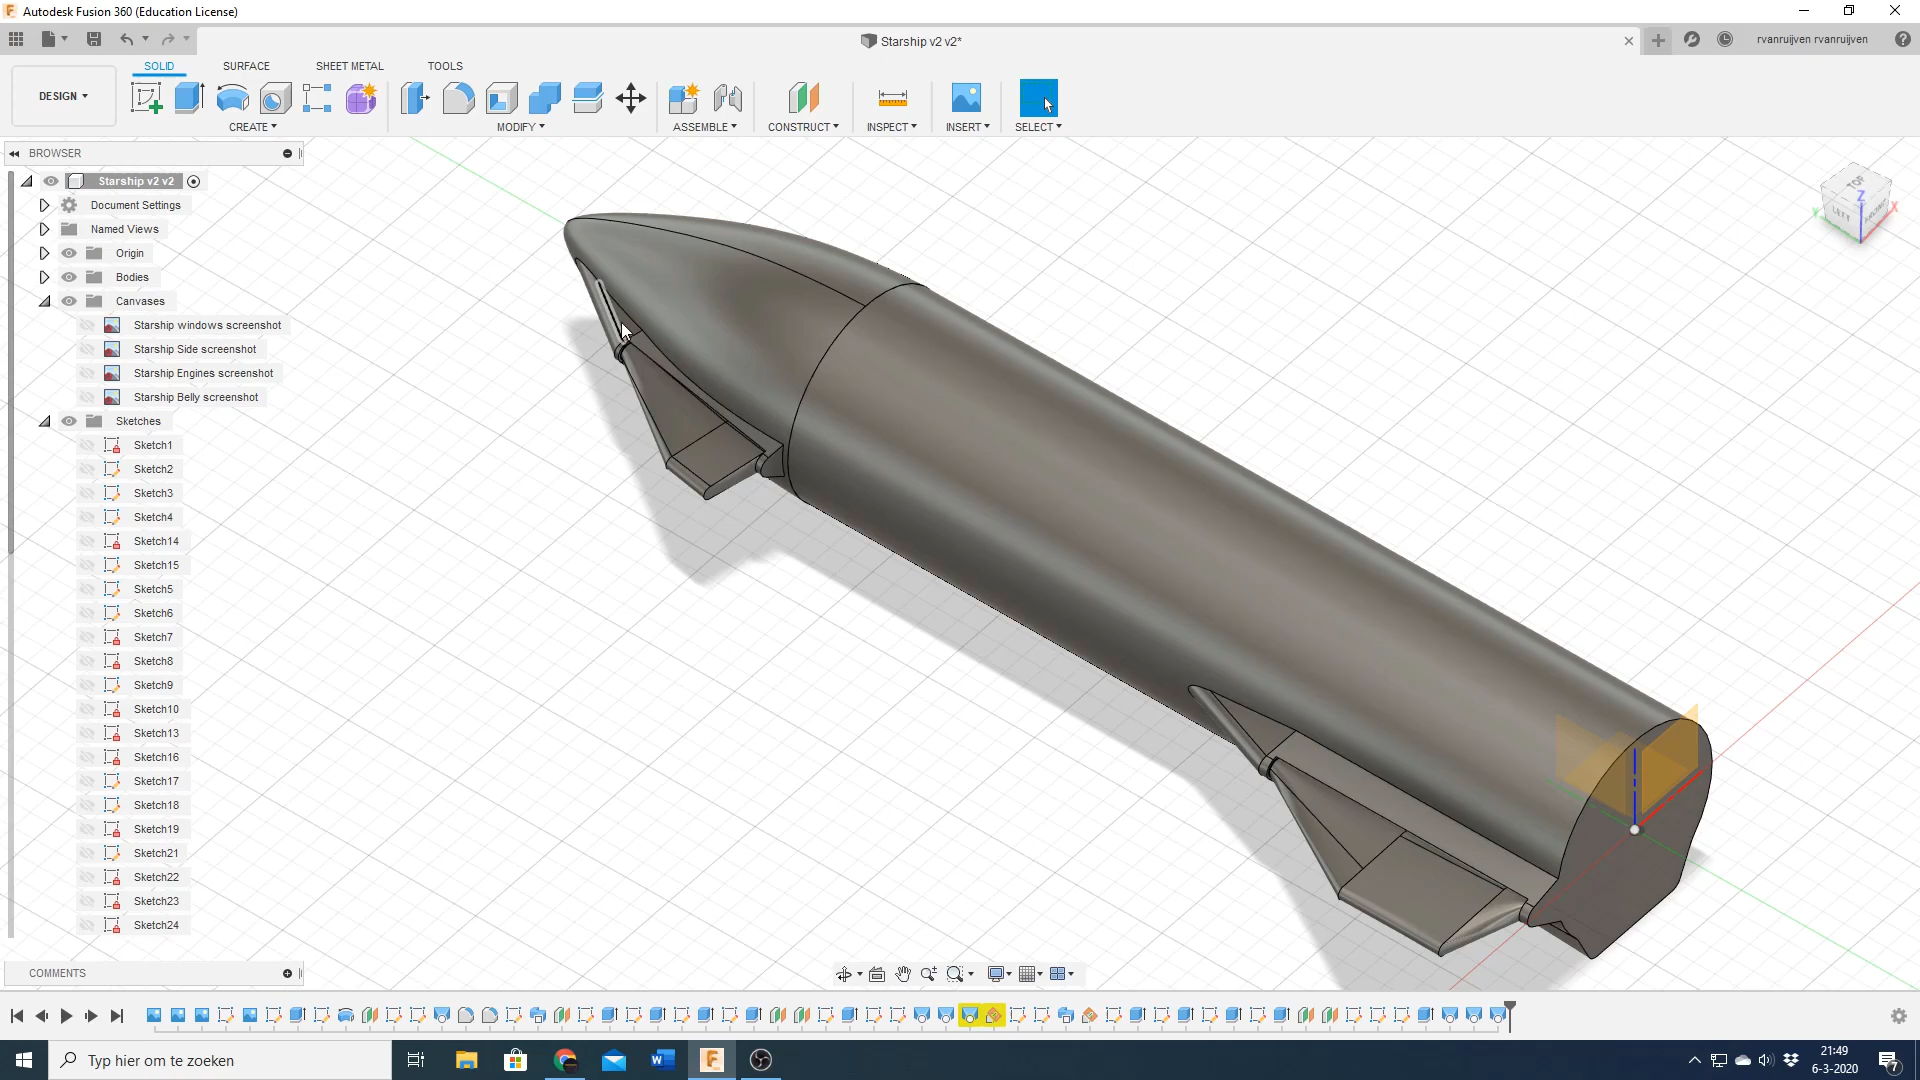 Autodesk Fusion 360 (Education License)
Starship v2 v2*
rvanruijven rvanruijven
SOLID
SURFACE
SHEET METAL
TOOLS
DESIGN
CREATE
MODIFY
ASSEMBLE
CONSTRUCT
INSPECT
INSERT
SELECT
BROWSER
Starship v2 v2
Document Settings
Named Views
Origin
Bodies
Canvases
Starship windows screenshot
Starship Side screenshot
Starship Engines screenshot
Starship Belly screenshot
Sketches
Sketch1
Sketch2
Sketch3
Sketch4
Sketch14
Sketch15
Sketch5
Sketch6
Sketch7
Sketch8
Sketch9
Sketch10
Sketch13
Sketch16
Sketch17
Sketch18
Sketch19
Sketch21
Sketch22
Sketch23
Sketch24
TOP
LEFT
FRONT
Z
Y
X
COMMENTS
Typ hier om te zoeken
21:49
6-3-2020
7